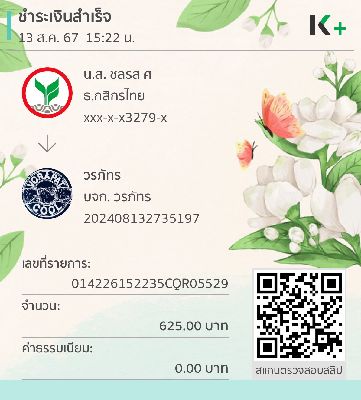 ชำระเงินสำเร็จ
13 ส.ค. 67 15:22 น.
K+
น.ส. ชลรส ศ
ธ.กสิกรไทย
xxx-x-x3279-x
วรภัทร
บจก. วรภัทร
202408132735197
เลขที่รายการ:
014226152235CQR05529
จำนวน:
625.00 บาท
ค่าธรรมเนียม:
0.00 บาท
สแกนตรวจสอบสลิป